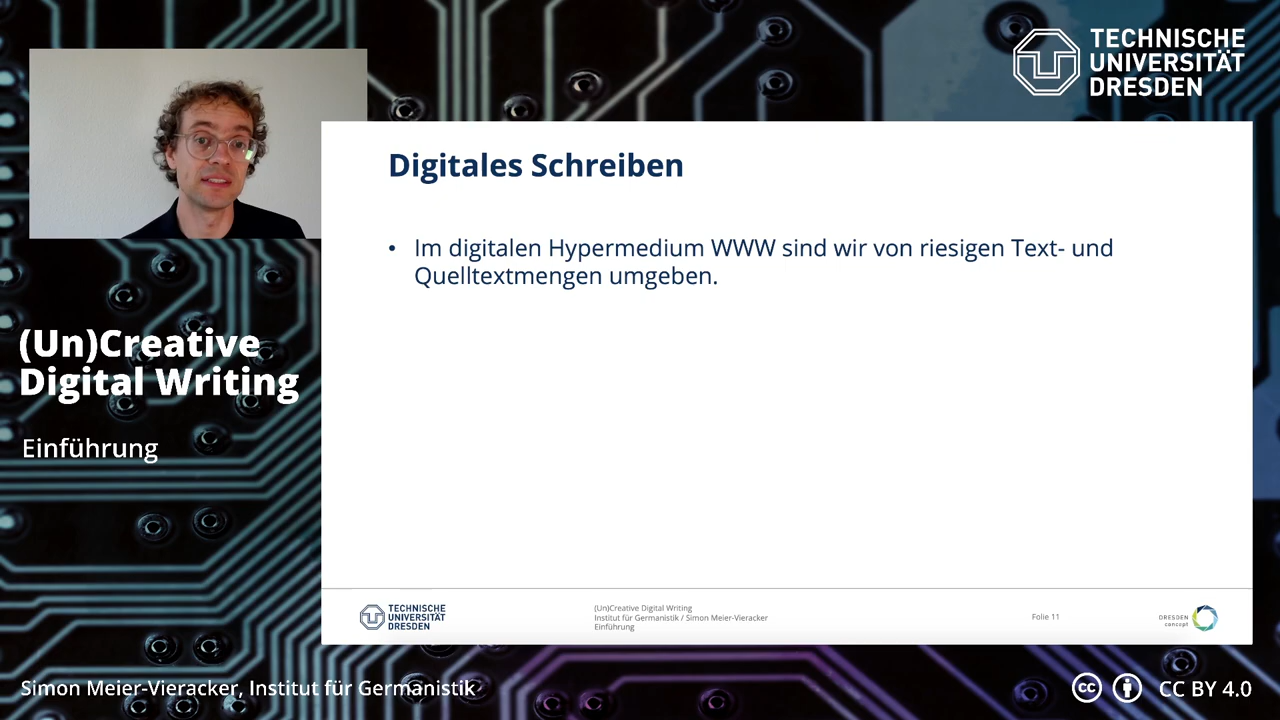 TECHNISCHE
UNIVERSITÄT
DRESDEN
Digitales Schreiben
• Im digitalen Hypermedium WWW sind wir von riesigen Text- und
Quelltextmengen umgeben.
(Un)Creative
Digital Writing
Einführung
TECHNISCHE
UNIVERSITÄT
DRESDEN
(Un)Creative Digital Writing
Institut für Germanistik / Simon Meier-Vieracker
Einführung
Folie 11
DRESDEN
concept
Simon Meier-Vieracker, Institut für Germanistik
cc
CC BY 4.0